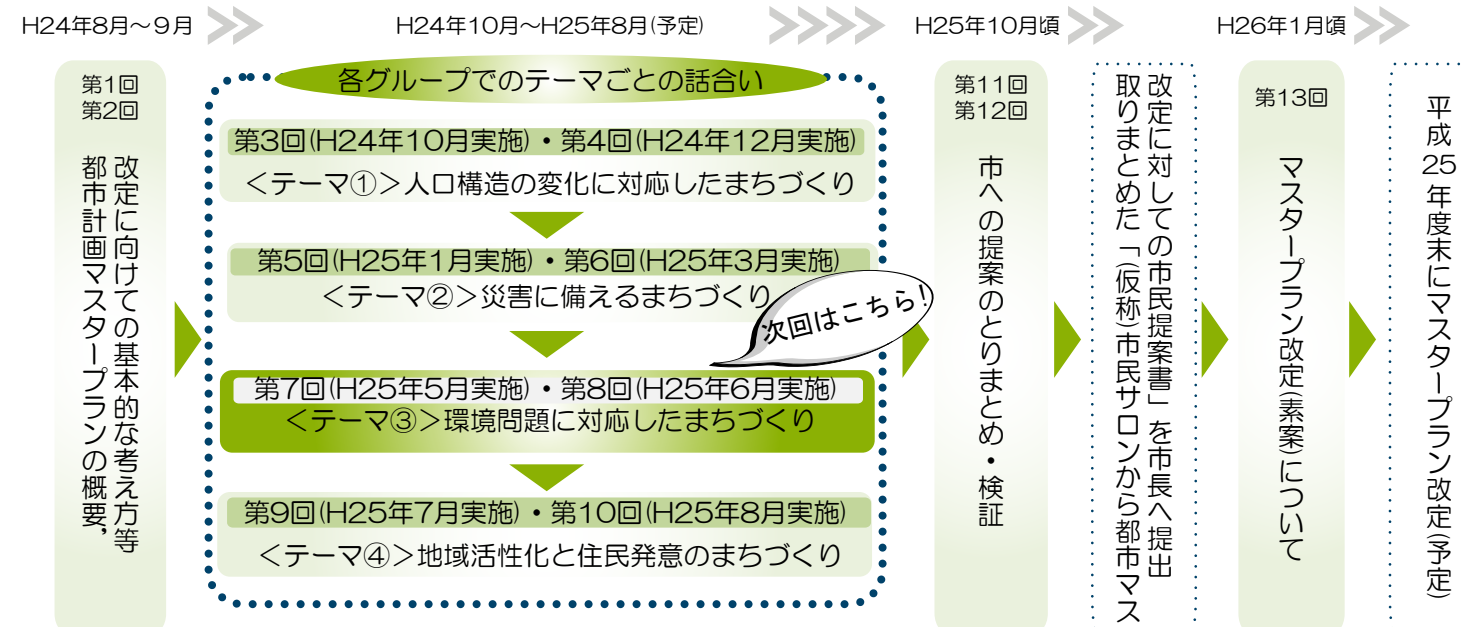 H24年8月～９月
H24年10月～H25年8月(予定)
H25年10月頃
H26年1月頃
第1回
第2回
都市計画マスタープランの概要，
改定に向けての基本的な考え方等
各グループでのテーマごとの話合い
第3回(H24年10月実施)・第4回(H24年12月実施)
＜テーマ①＞人口構造の変化に対応したまちづくり
第5回(H25年1月実施)・第6回(H25年3月実施)
＜テーマ②＞災害に備えるまちづくり
次回はこちら！
第7回(H25年5月実施)・第8回(H25年6月実施)
＜テーマ③＞環境問題に対応したまちづくり
第9回(H25年7月実施)・第10回(H25年8月実施)
＜テーマ④＞地域活性化と住民発意のまちづくり
第11回
第12回
市への提案のとりまとめ・検証
改定に対しての市民提案書」を市長へ提出
取りまとめた「(仮称)市民サロンから都市マス
第13回
マスタープラン改定(素案)について
平成25年度末にマスタープラン改定(予定)